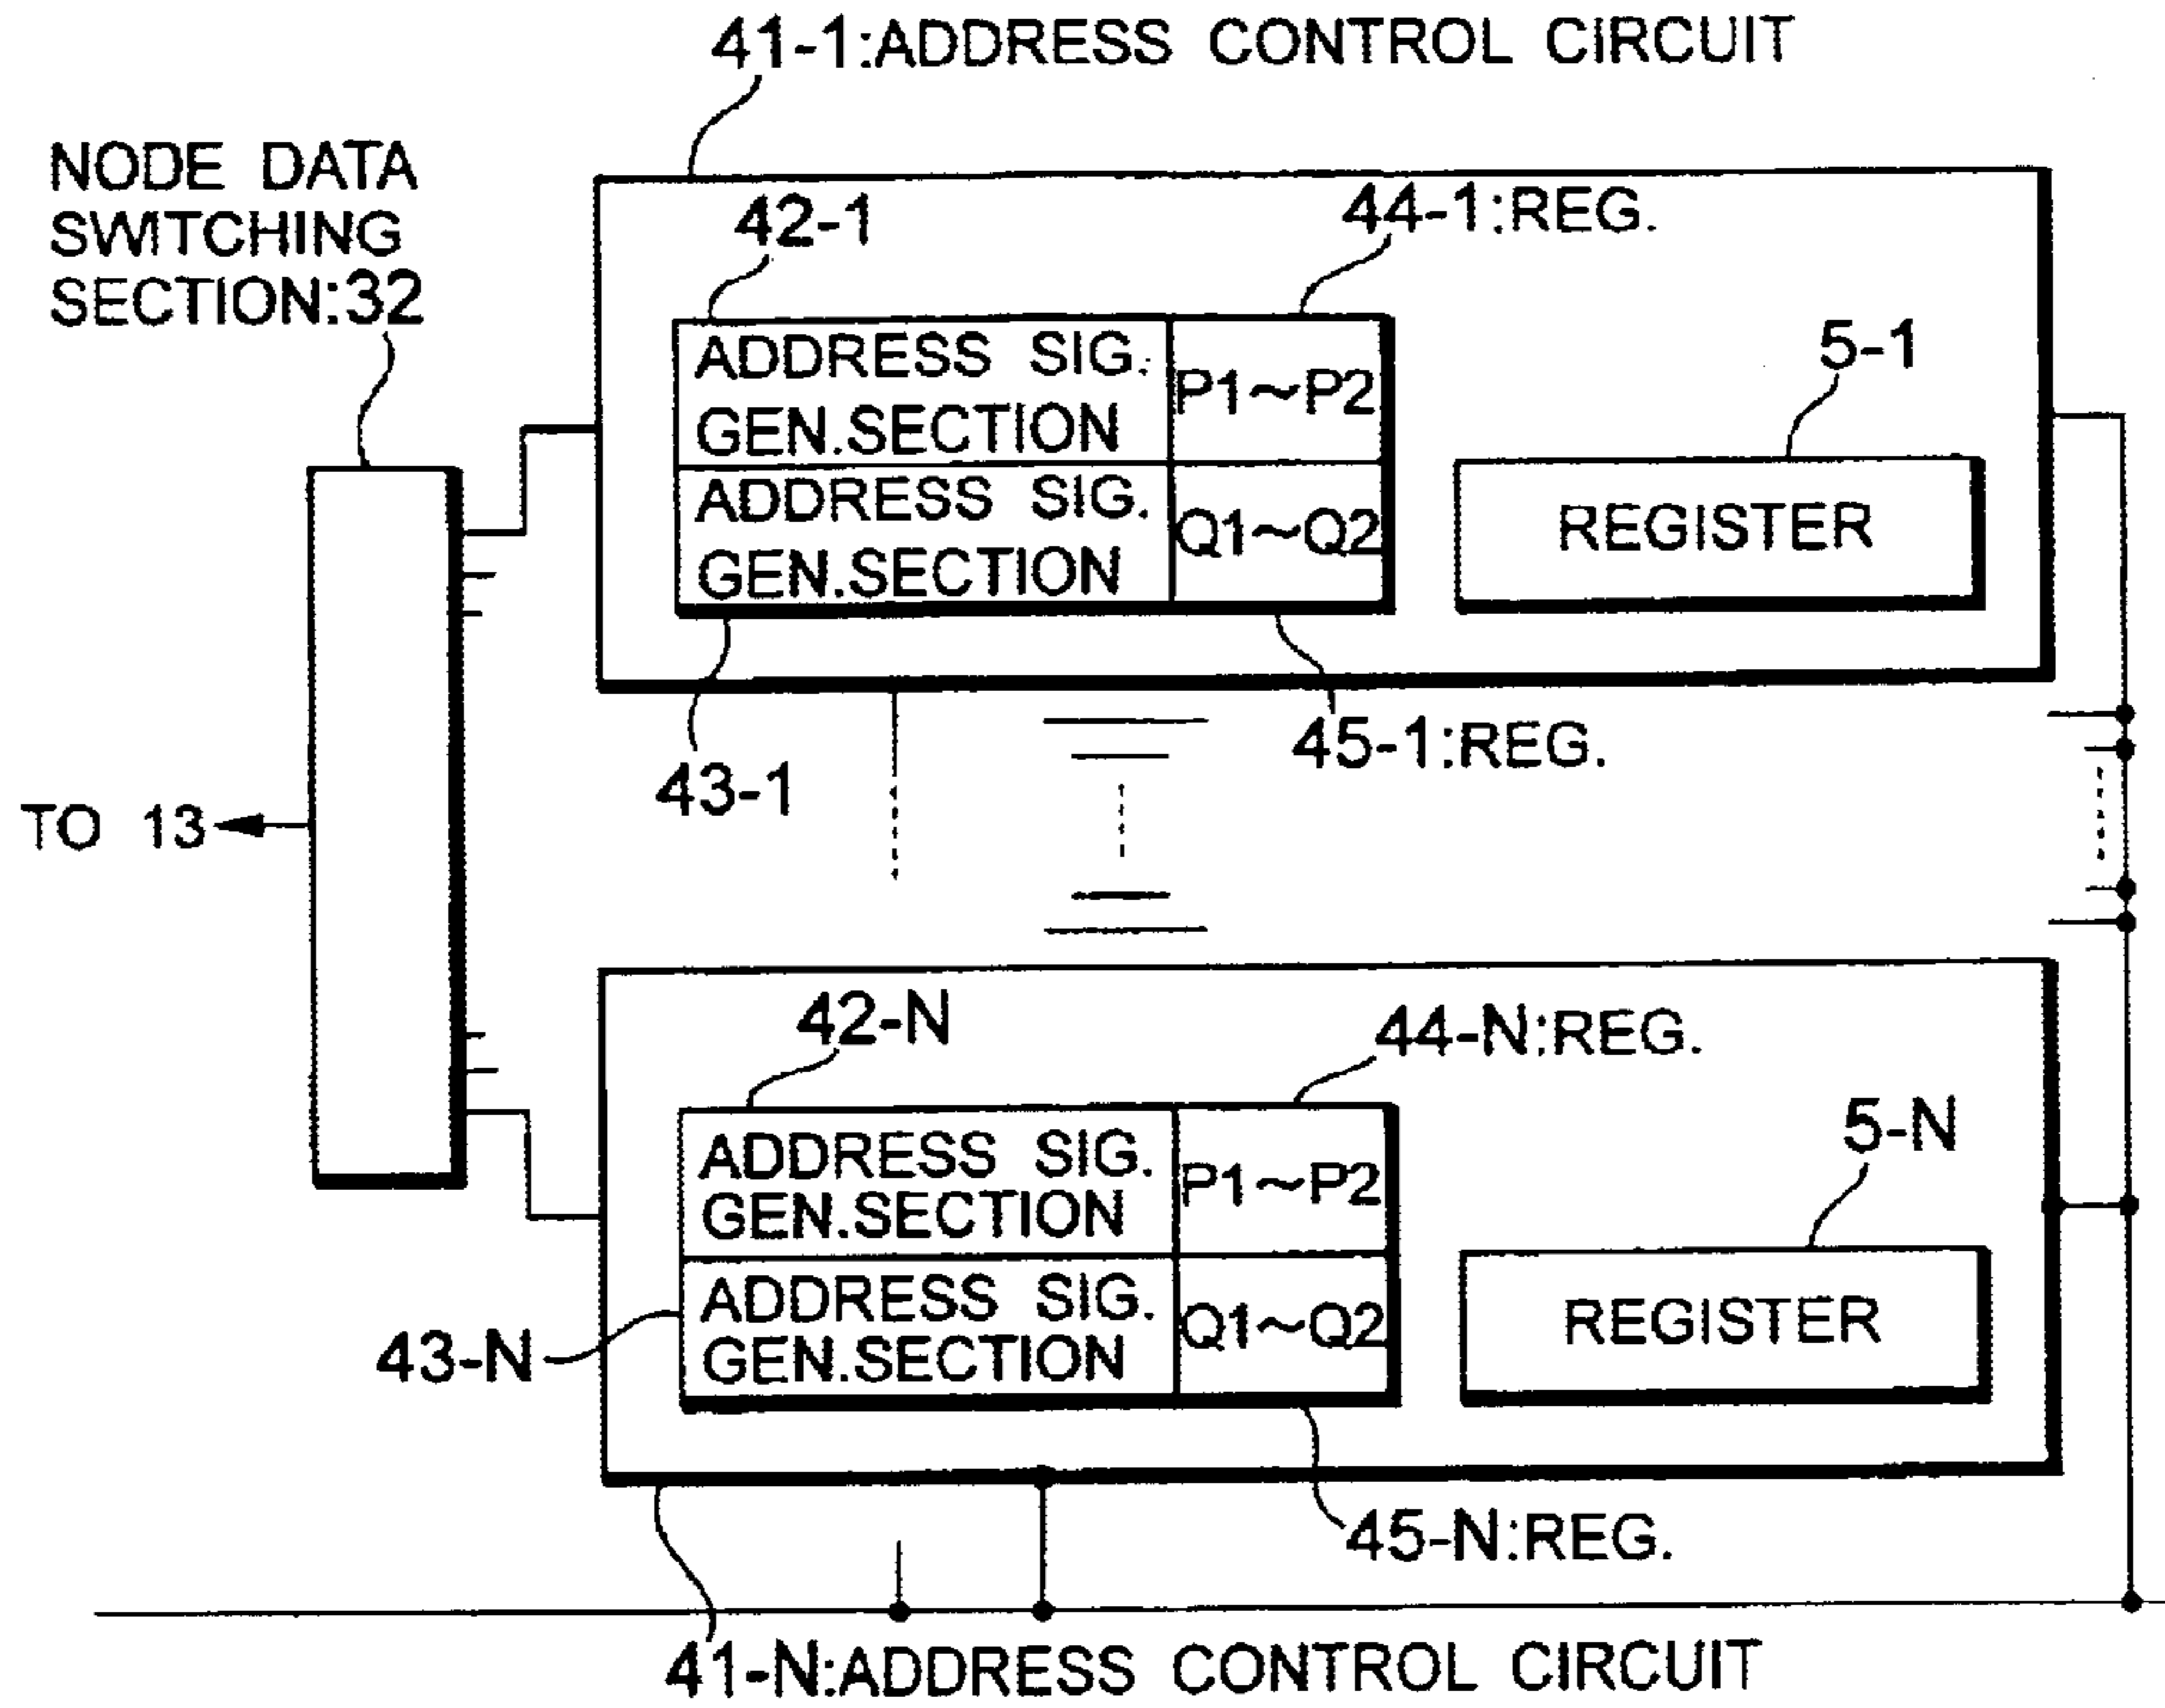 41-1:ADDRESS CONTROL CIRCUIT
NODE DATA
SWITCHING
SECTION:32
42-1
44-1:REG.
ADDRESS SIG.
GEN.SECTION
P1~P2
5-1
ADDRESS SIG.
GEN.SECTION
Q1~Q2
REGISTER
43-1
45-1:REG.
TO 13
42-N
44-N:REG.
ADDRESS SIG.
GEN.SECTION
P1~P2
5-N
ADDRESS SIG.
GEN.SECTION
Q1~Q2
REGISTER
43-N
45-N:REG.
41-N:ADDRESS CONTROL CIRCUIT